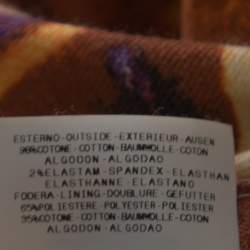 ESTERNO-OUTSIDE-EXTERIEUR-AUSEN
98%COTONE-COTTON-BAUMWOLLE-COTON
ALGODON-ALGODAO
2%ELASTAM-SPANDEX-ELASTHAN
ELASTHANNE-ELASTANO
FODERA-LINING-DOUBLURE-GEFUTTER
65%POLIESTERE-POLYESTER-POLIESTER
35%COTONE-COTTON-BAUMWOLLE-COTON
ALGODON-ALGODAO